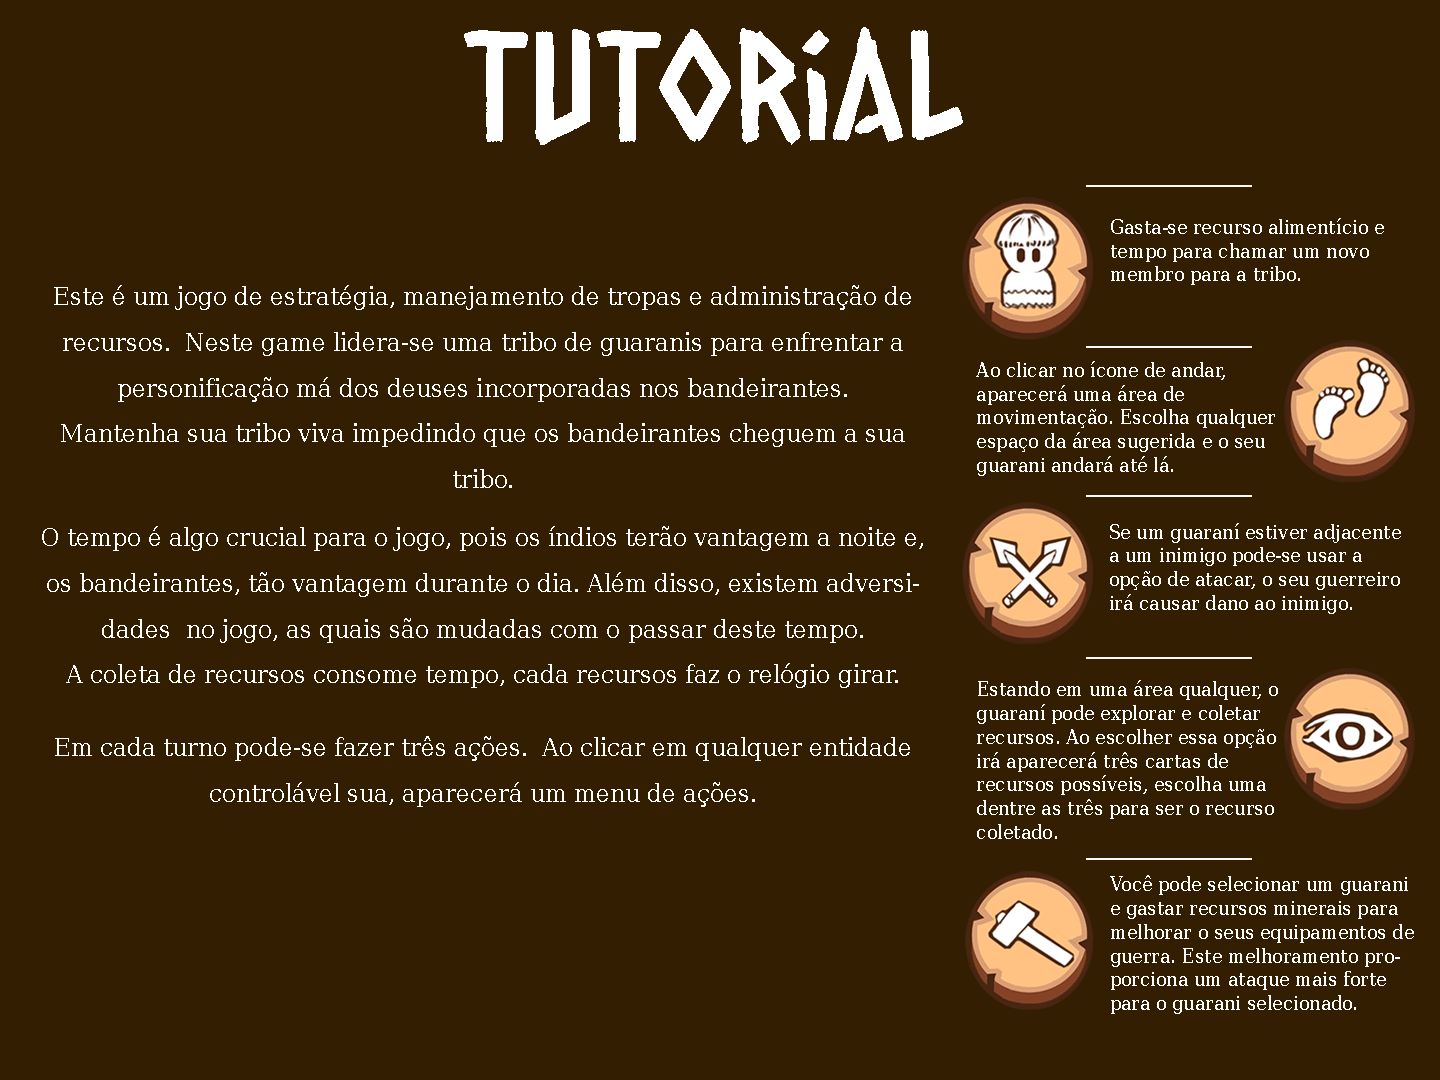 TUTORíAL
Este é um jogo de estratégia, manejamento de tropas e administração de
recursos.  Neste game lidera-se uma tribo de guaranis para enfrentar a
personificação má dos deuses incorporadas nos bandeirantes.
Mantenha sua tribo viva impedindo que os bandeirantes cheguem a sua
tribo.
O tempo é algo crucial para o jogo, pois os índios terão vantagem a noite e,
os bandeirantes, tão vantagem durante o dia. Além disso, existem adversi-
dades  no jogo, as quais são mudadas com o passar deste tempo.
A coleta de recursos consome tempo, cada recursos faz o relógio girar.
Em cada turno pode-se fazer três ações.  Ao clicar em qualquer entidade
controlável sua, aparecerá um menu de ações.
Gasta-se recurso alimentício e
tempo para chamar um novo
membro para a tribo.
Ao clicar no ícone de andar,
aparecerá uma área de
movimentação. Escolha qualquer
espaço da área sugerida e o seu
guarani andará até lá.
Se um guaraní estiver adjacente
a um inimigo pode-se usar a
opção de atacar, o seu guerreiro
irá causar dano ao inimigo.
Estando em uma área qualquer, o
guaraní pode explorar e coletar
recursos. Ao escolher essa opção
irá aparecerá três cartas de
recursos possíveis, escolha uma
dentre as três para ser o recurso
coletado.
Você pode selecionar um guarani
e gastar recursos minerais para
melhorar o seus equipamentos de
guerra. Este melhoramento pro-
porciona um ataque mais forte
para o guarani selecionado.